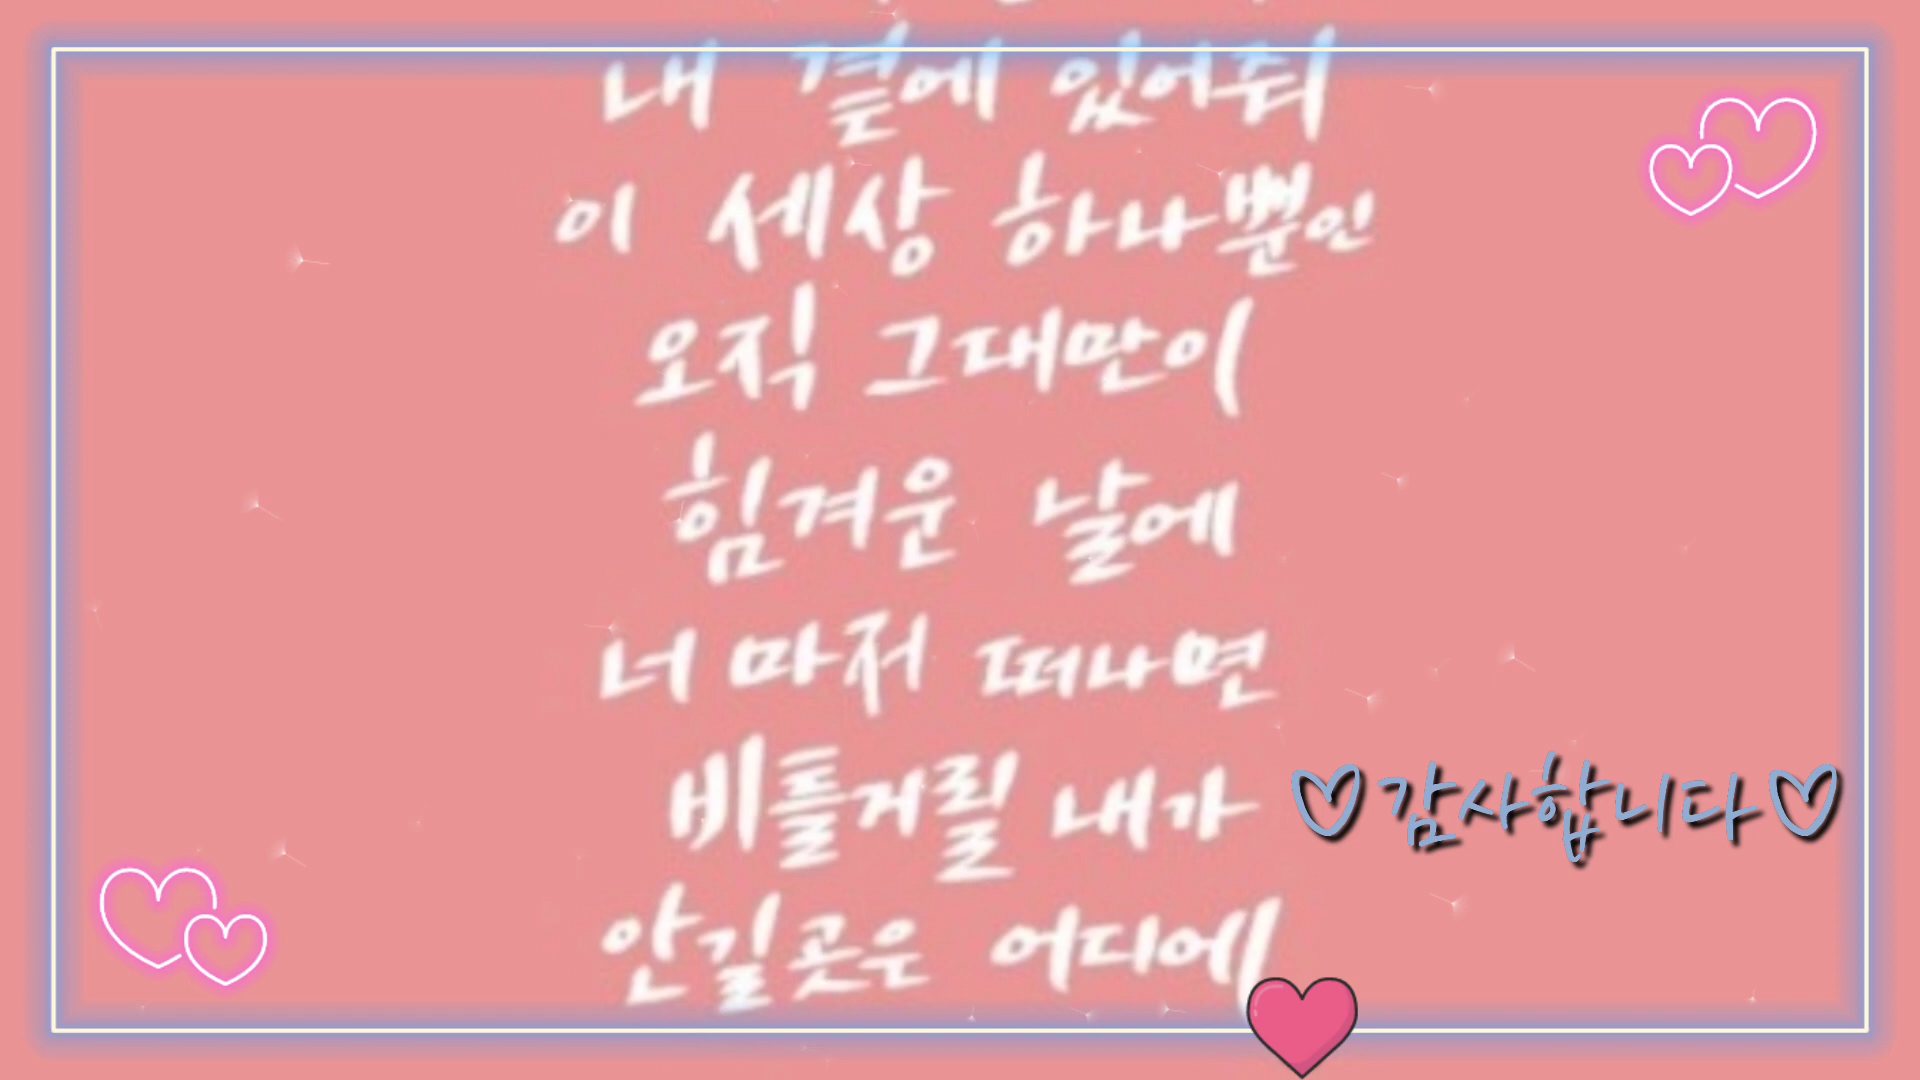 내 곁에 있어줘
이 세상 하나뿐인
오직 그대만이
힘겨운 날에
너 마저 떠나면
비틀거릴 내가
안길곳은 어디에
♡감사합니다♡